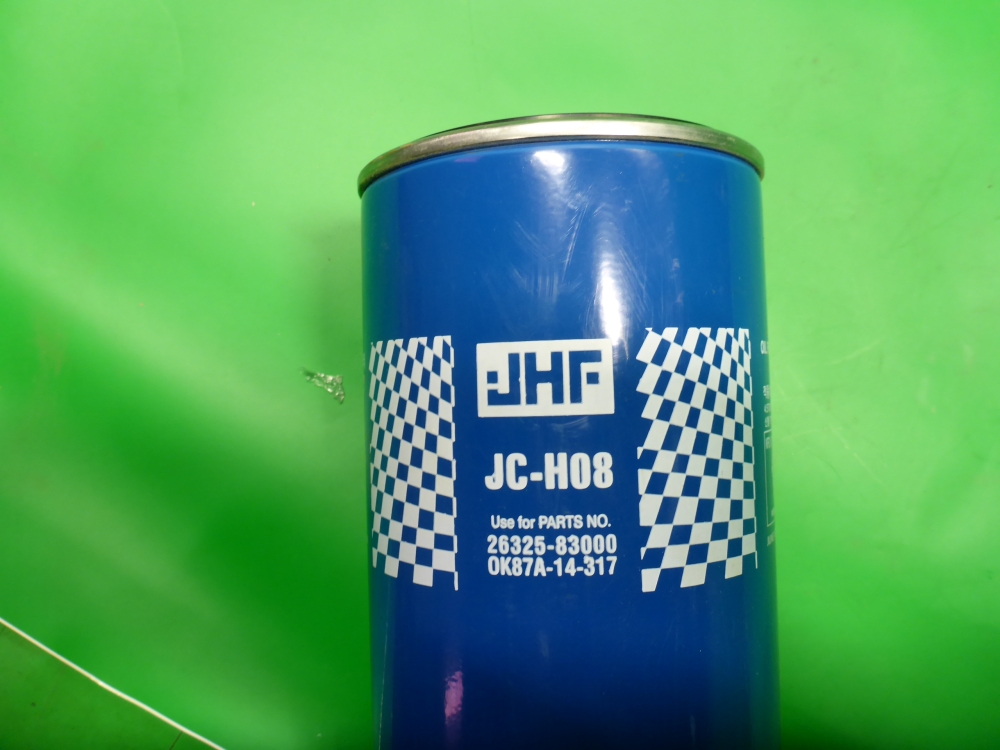 JHF
JC-H08
Use for PARTS NO.
26325-83000
OK87A-14-317